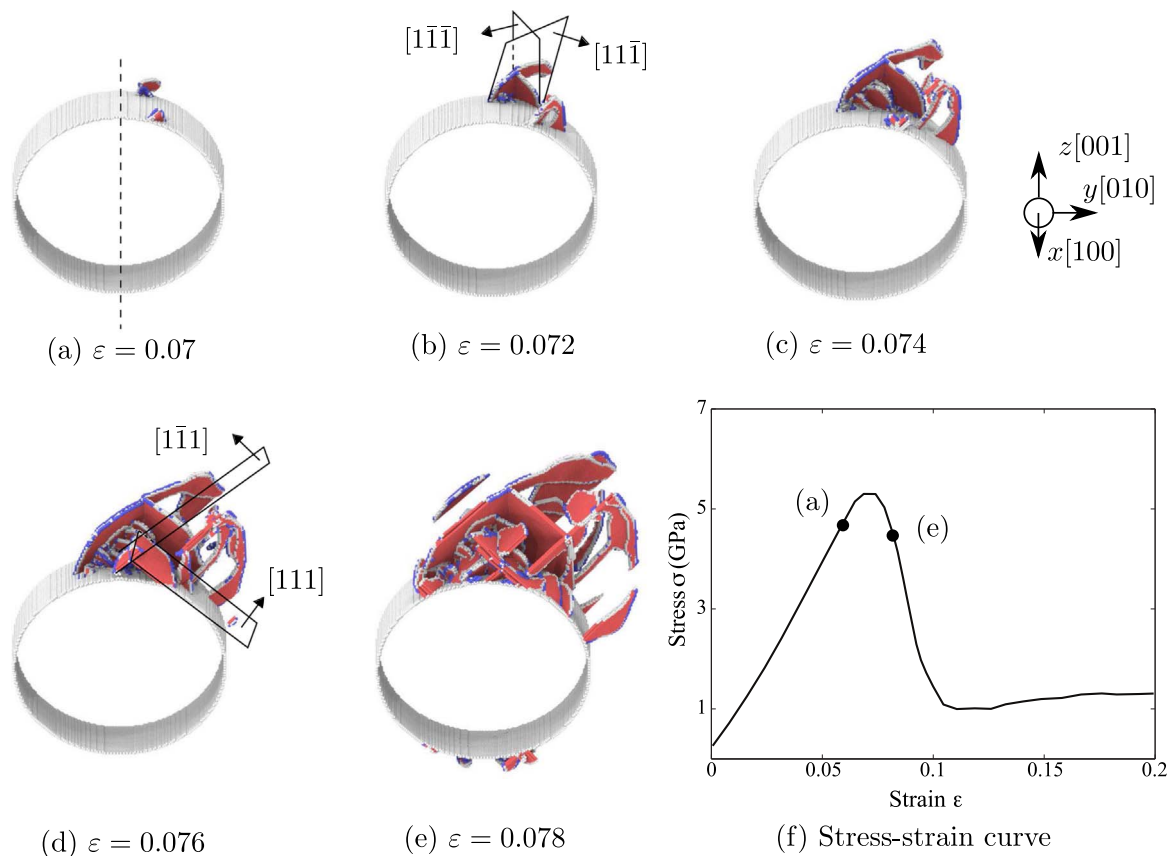 [11̅1̅]
[111̅]
z[001]
y[010]
x[100]
(a) ε = 0.07
(b) ε = 0.072
(c) ε = 0.074
[11̅1]
[111]
(d) ε = 0.076
(e) ε = 0.078
7
5
3
1
Stress σ (GPa)
(a)
(e)
0
0.05
0.1
0.15
0.2
Strain ε
(f) Stress-strain curve